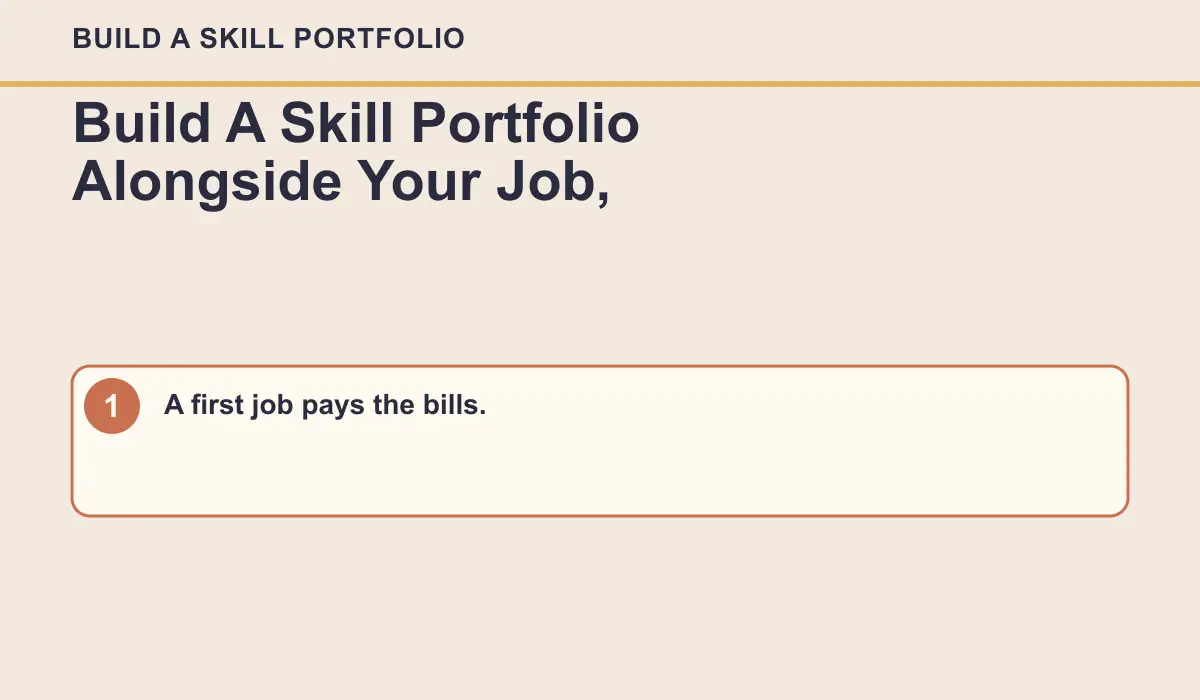 BUILD A SKILL PORTFOLIO
Build A Skill Portfolio
Alongside Your Job,
1
A first job pays the bills.